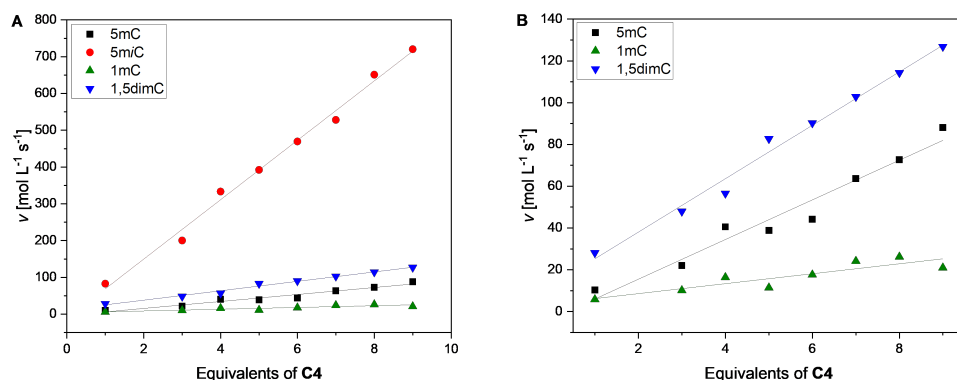 A
800
700
600
500
400
300
200
100
0
v [mol L⁻¹ s⁻¹]
5mC
5miC
1mC
1,5dimC
0 2 4 6 8 10
Equivalents of C4
B
140
120
100
80
60
40
20
0
v [mol L⁻¹ s⁻¹]
5mC
1mC
1,5dimC
2 4 6 8
Equivalents of C4